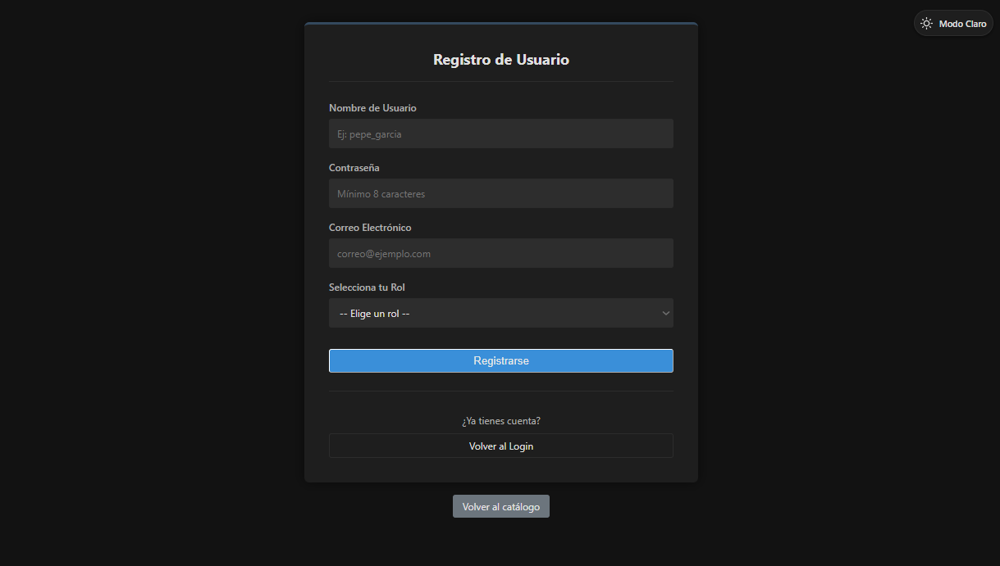 Modo Claro
Registro de Usuario
Nombre de Usuario
Ej: pepe_garcia
Contraseña
Mínimo 8 caracteres
Correo Electrónico
correo@ejemplo.com
Selecciona tu Rol
-- Elige un rol --
Registrarse
¿Ya tienes cuenta?
Volver al Login
Volver al catálogo